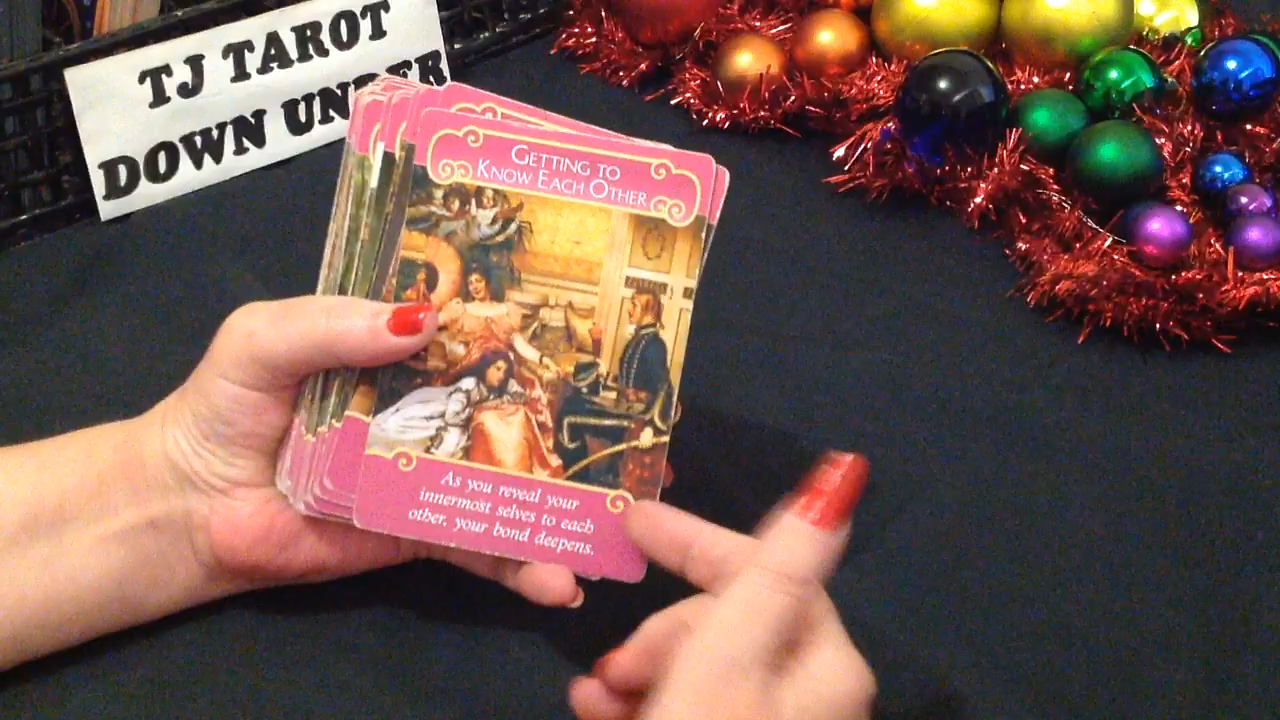 TJ TAROT
DOWN UNDER
GETTING TO
KNOW EACH OTHER
As you reveal your
innermost selves to each
other, your bond deepens.